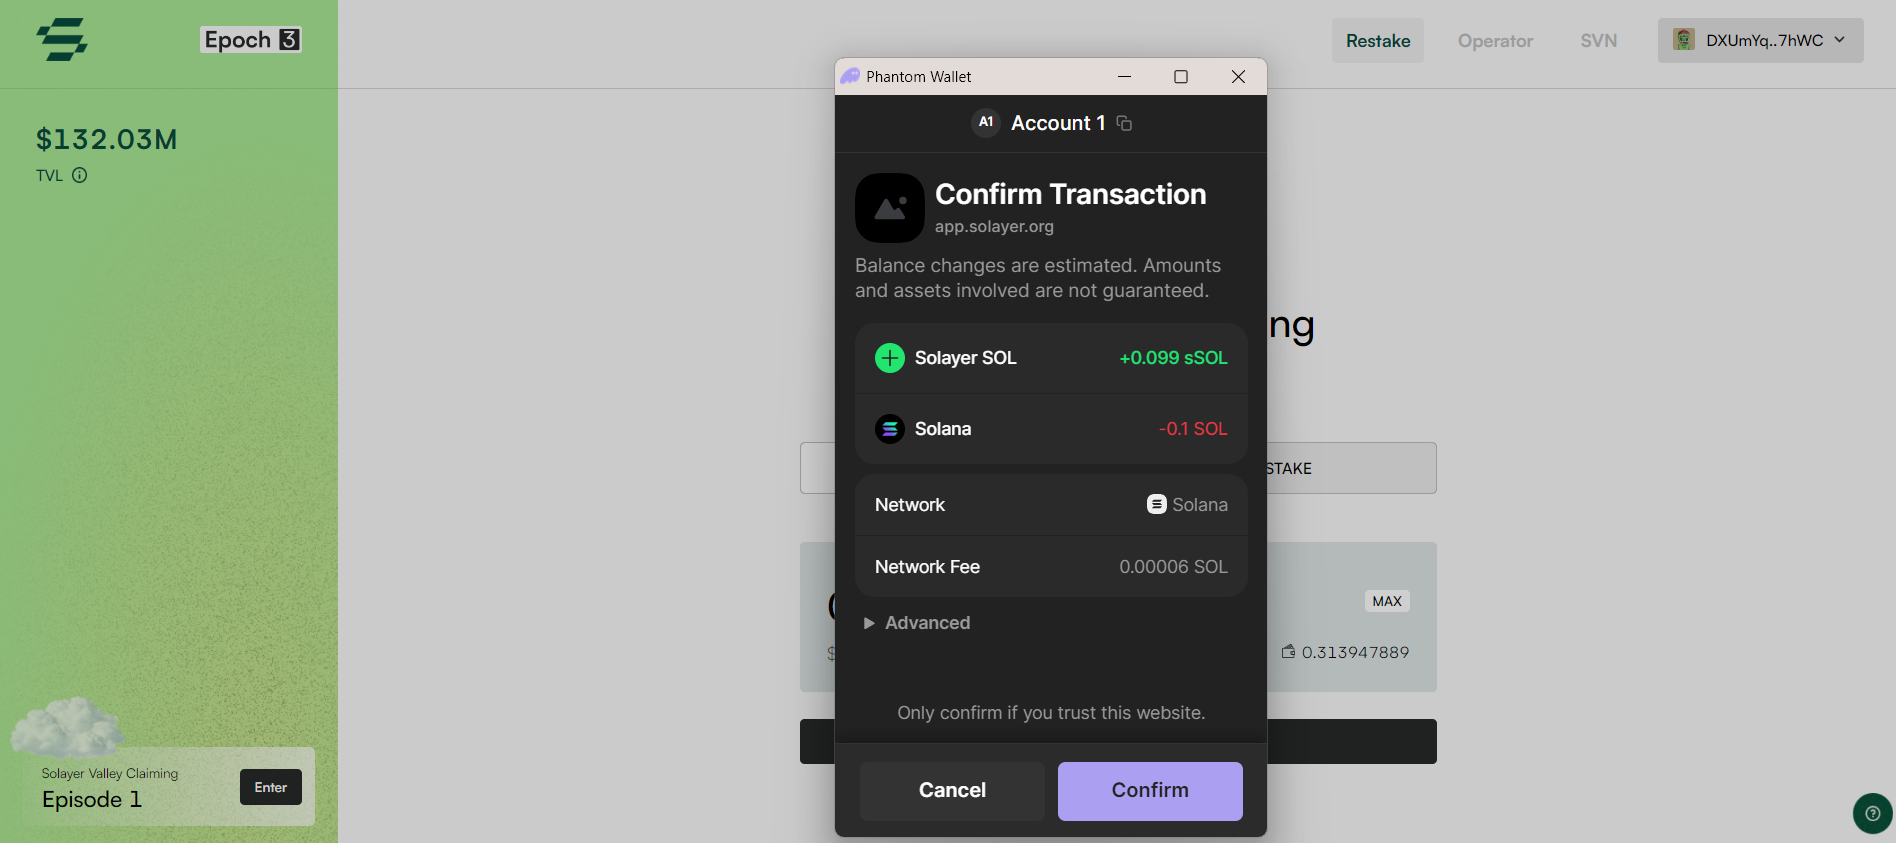 Epoch 3
Restake
Operator
SVN
DXUmYq..7hWC
$132.03M
TVL
Phantom Wallet
A1 Account 1
Confirm Transaction
app.solayer.org
Balance changes are estimated. Amounts
and assets involved are not guaranteed.
Solayer SOL +0.099 sSOL
Solana -0.1 SOL
Network Solana
Network Fee 0.00006 SOL
Advanced
Only confirm if you trust this website.
Cancel Confirm
ng
STAKE
MAX
$
0.313947889
Solayer Valley Claiming
Episode 1
Enter